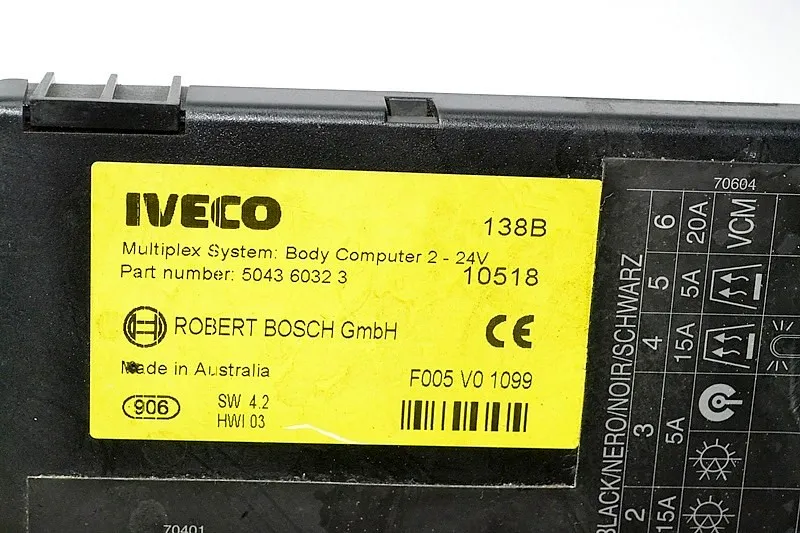 IVECO
138B
Multiplex System: Body Computer 2 - 24V
Part number: 5043 6032 3
10518
ROBERT BOSCH GmbH
CE
Made in Australia
F005 V0 1099
906
SW 4.2
HWI 03
70401
70604
6 20A VCM
5 5A
4 15A
3 5A
2 15A
BLACK/NERO/NOIR/SCHWARZ